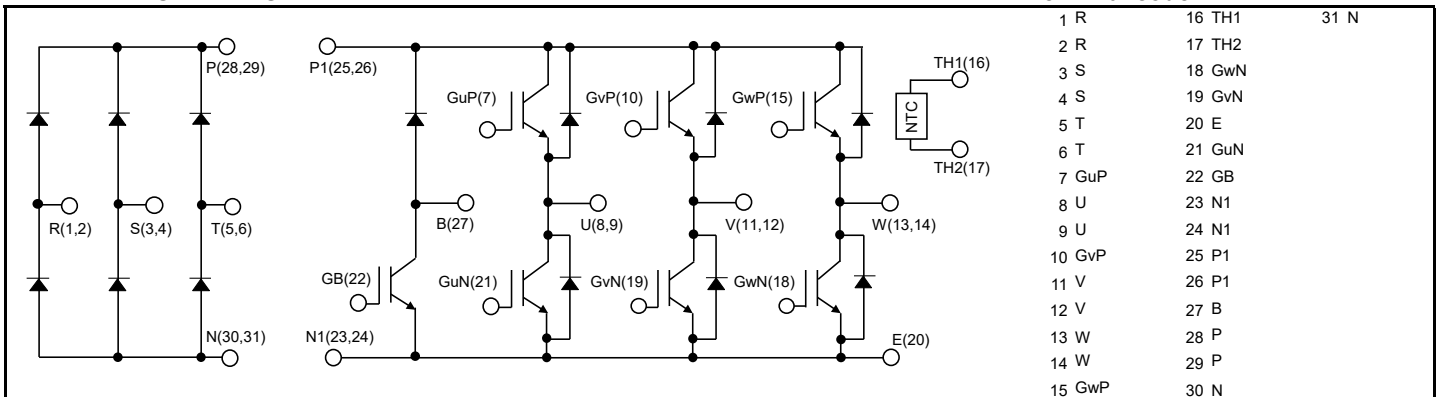 P(28,29)
R(1,2)
S(3,4)
T(5,6)
N(30,31)
P1(25,26)
GuP(7)
GvP(10)
GwP(15)
B(27)
U(8,9)
V(11,12)
W(13,14)
GB(22)
GuN(21)
GvN(19)
GwN(18)
N1(23,24)
E(20)
TH1(16)
NTC
TH2(17)
1 R
2 R
3 S
4 S
5 T
6 T
7 GuP
8 U
9 U
10 GvP
11 V
12 V
13 W
14 W
15 GwP
16 TH1
17 TH2
18 GwN
19 GvN
20 E
21 GuN
22 GB
23 N1
24 N1
25 P1
26 P1
27 B
28 P
29 P
30 N
31 N